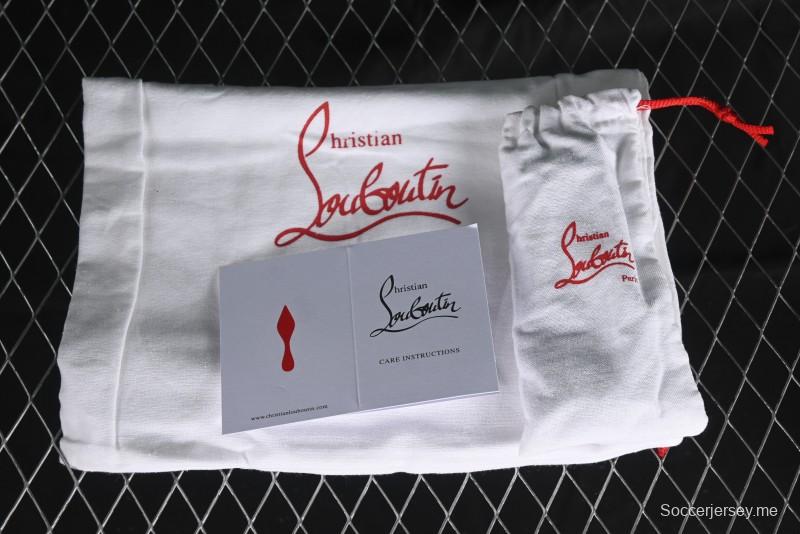 Christian
Louboutin
Christian
Louboutin
Paris
Christian
Louboutin
CARE INSTRUCTIONS
www.christianlouboutin.com
Soccerjersey.me